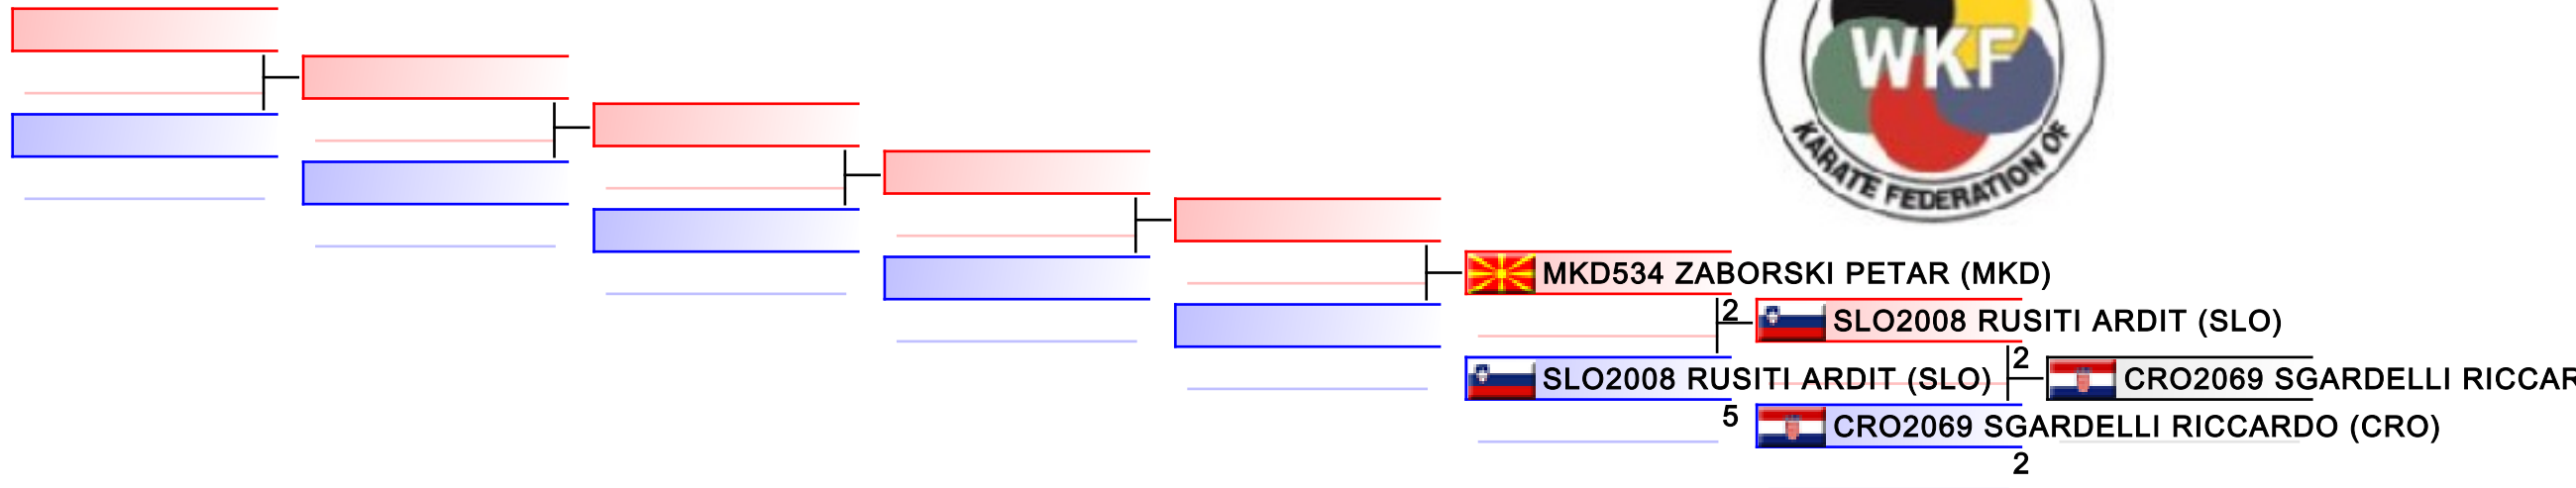 WKF
KARATE FEDERATION OF
MKD534 ZABORSKI PETAR (MKD)
2
SLO2008 RUSITI ARDIT (SLO)
2
SLO2008 RUSITI ARDIT (SLO)
CRO2069 SGARDELLI RICCAR
5
CRO2069 SGARDELLI RICCARDO (CRO)
2